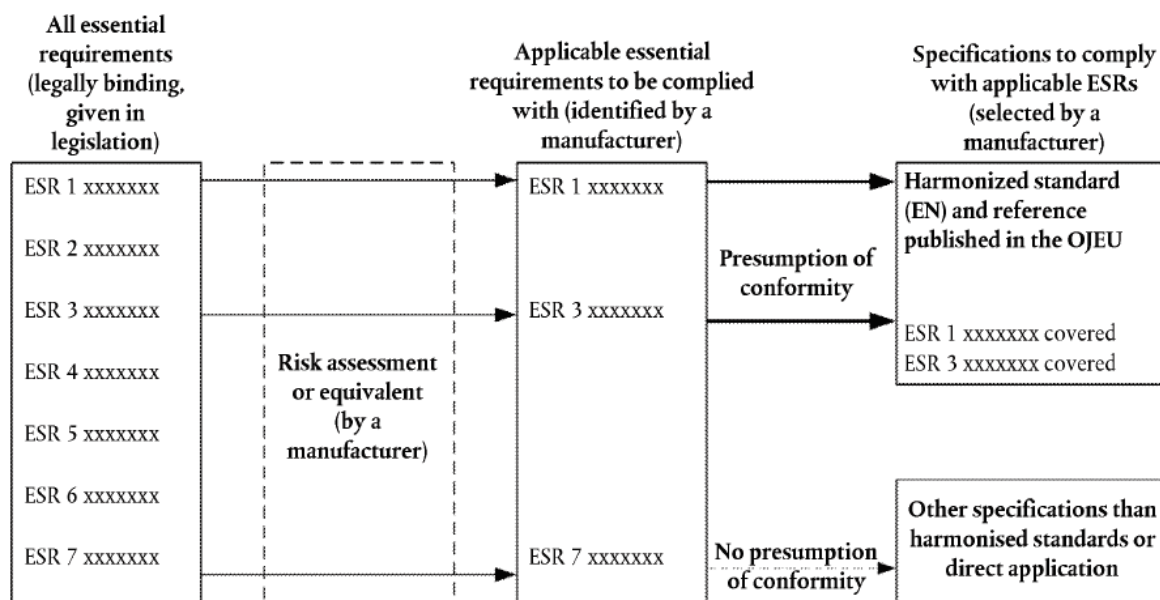 All essential
requirements
(legally binding,
given in
legislation)
ESR 1 xxxxxxx
ESR 2 xxxxxxx
ESR 3 xxxxxxx
ESR 4 xxxxxxx
ESR 5 xxxxxxx
ESR 6 xxxxxxx
ESR 7 xxxxxxx
Risk assessment
or equivalent
(by a
manufacturer)
Applicable essential
requirements to be complied
with (identified by a
manufacturer)
ESR 1 xxxxxxx
ESR 3 xxxxxxx
ESR 7 xxxxxxx
Presumption of
conformity
No presumption
of conformity
Specifications to comply
with applicable ESRs
(selected by a
manufacturer)
Harmonized standard
(EN) and reference
published in the OJEU
ESR 1 xxxxxxx covered
ESR 3 xxxxxxx covered
Other specifications than
harmonised standards or
direct application